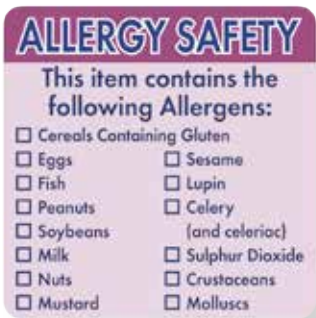 ALLERGY SAFETY
This item contains the
following Allergens:
Cereals Containing Gluten
Eggs
Fish
Peanuts
Soybeans
Milk
Nuts
Mustard
Sesame
Lupin
Celery
(and celeriac)
Sulphur Dioxide
Crustaceans
Molluscs